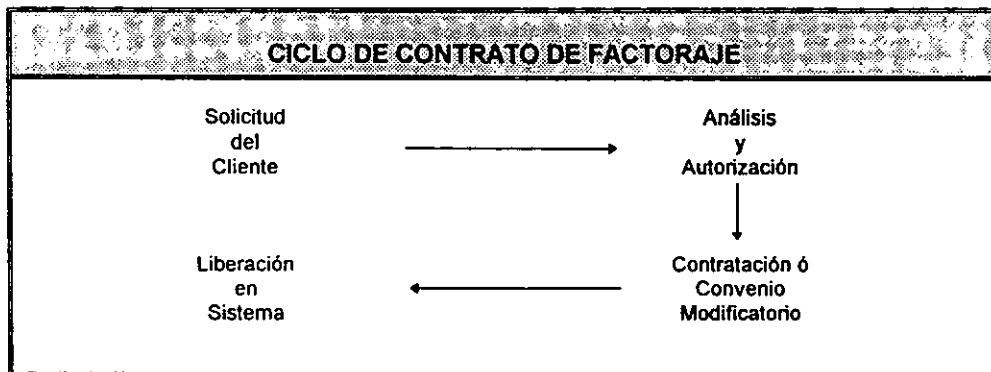 CICLO DE CONTRATO DE FACTORAJE
Solicitud
del
Cliente
Análisis
y
Autorización
Liberación
en
Sistema
Contratación ó
Convenio
Modificatorio